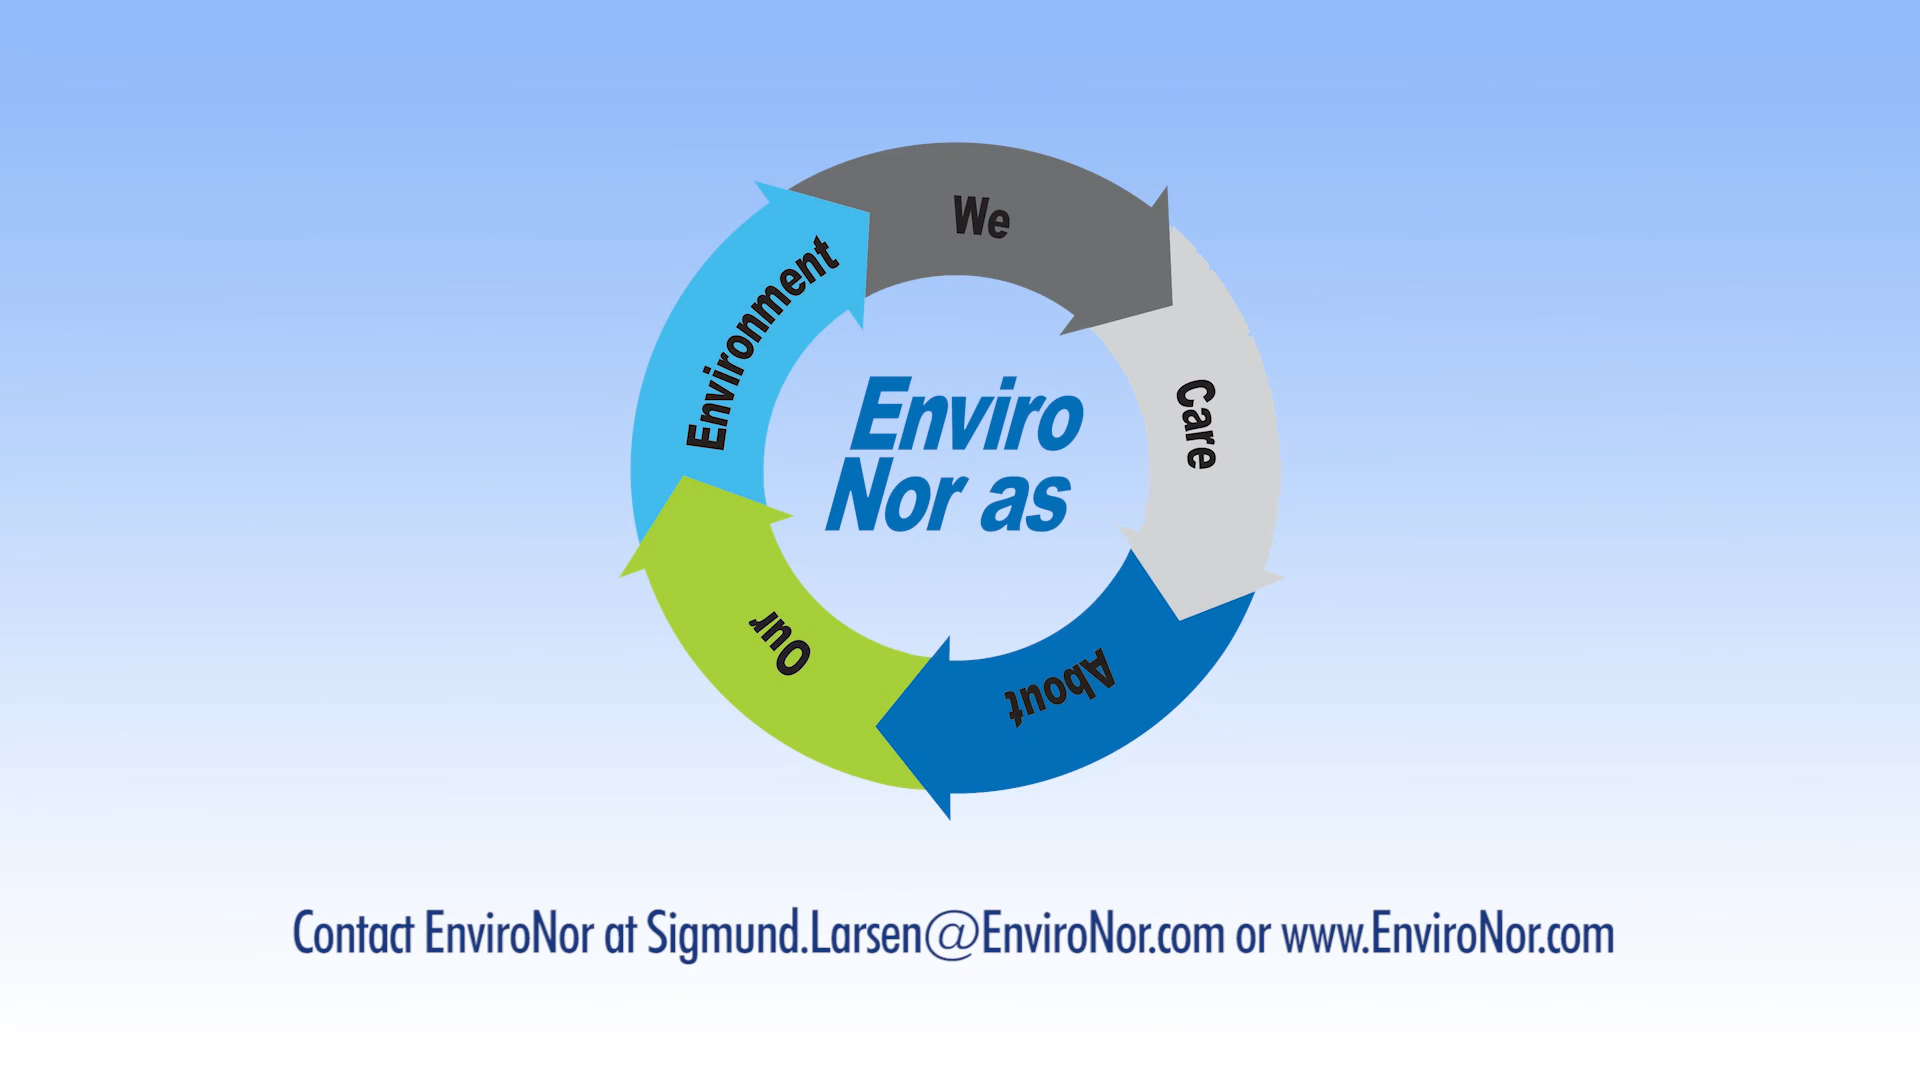 We
Care
About
Our
Environment
Enviro
Nor as
Contact EnviroNor at Sigmund.Larsen@EnviroNor.com or www.EnviroNor.com